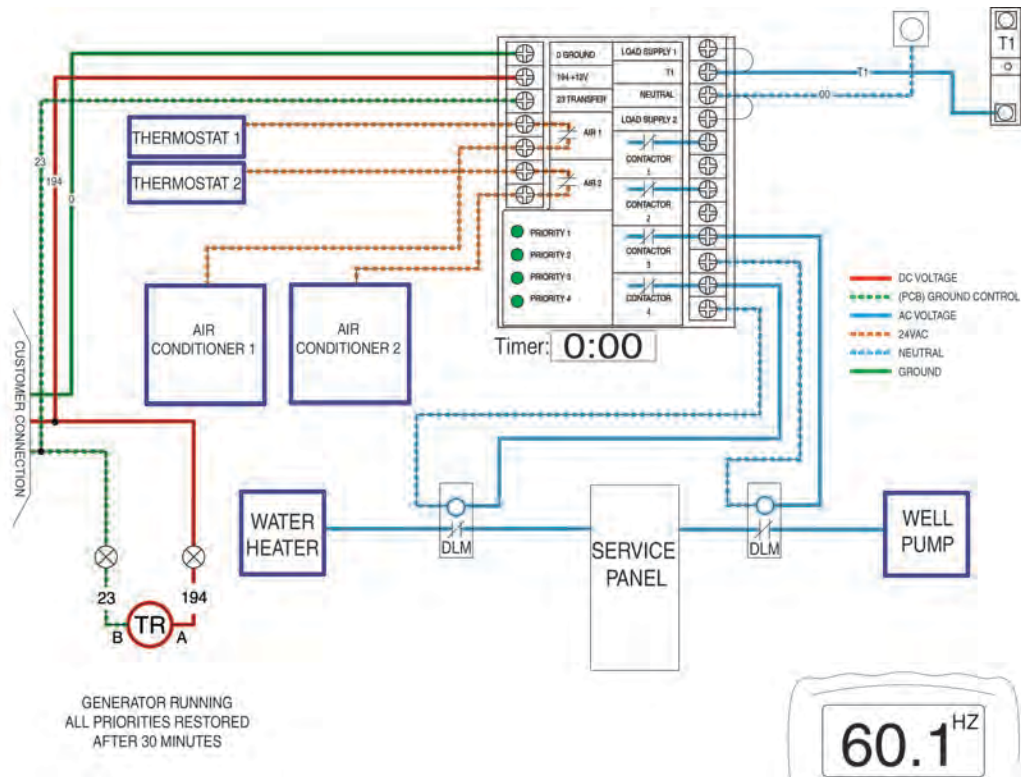 0 GROUND
LOAD SUPPLY 1
194 +12V
T1
23 TRANSFER
NEUTRAL
LOAD SUPPLY 2
AIR 1
AIR 2
CONTACTOR
CONTACTOR
2
CONTACTOR
3
CONTACTOR
4
PRIORITY 1
PRIORITY 2
PRIORITY 3
PRIORITY 4
T1
00
T1
THERMOSTAT 1
THERMOSTAT 2
23
194
0
AIR
CONDITIONER 1
AIR
CONDITIONER 2
Timer: 0:00
DC VOLTAGE
(PCB) GROUND CONTROL
AC VOLTAGE
24VAC
NEUTRAL
GROUND
CUSTOMER CONNECTION
WATER
HEATER
DLM
SERVICE
PANEL
DLM
WELL
PUMP
23
194
B
TR
A
GENERATOR RUNNING
ALL PRIORITIES RESTORED
AFTER 30 MINUTES
60.1 HZ